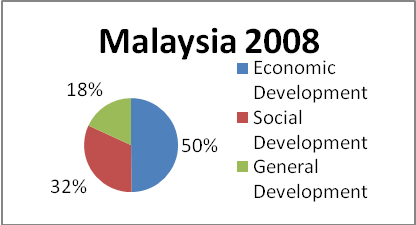 Malaysia 2008
18%
50%
32%
Economic
Development
Social
Development
General
Development